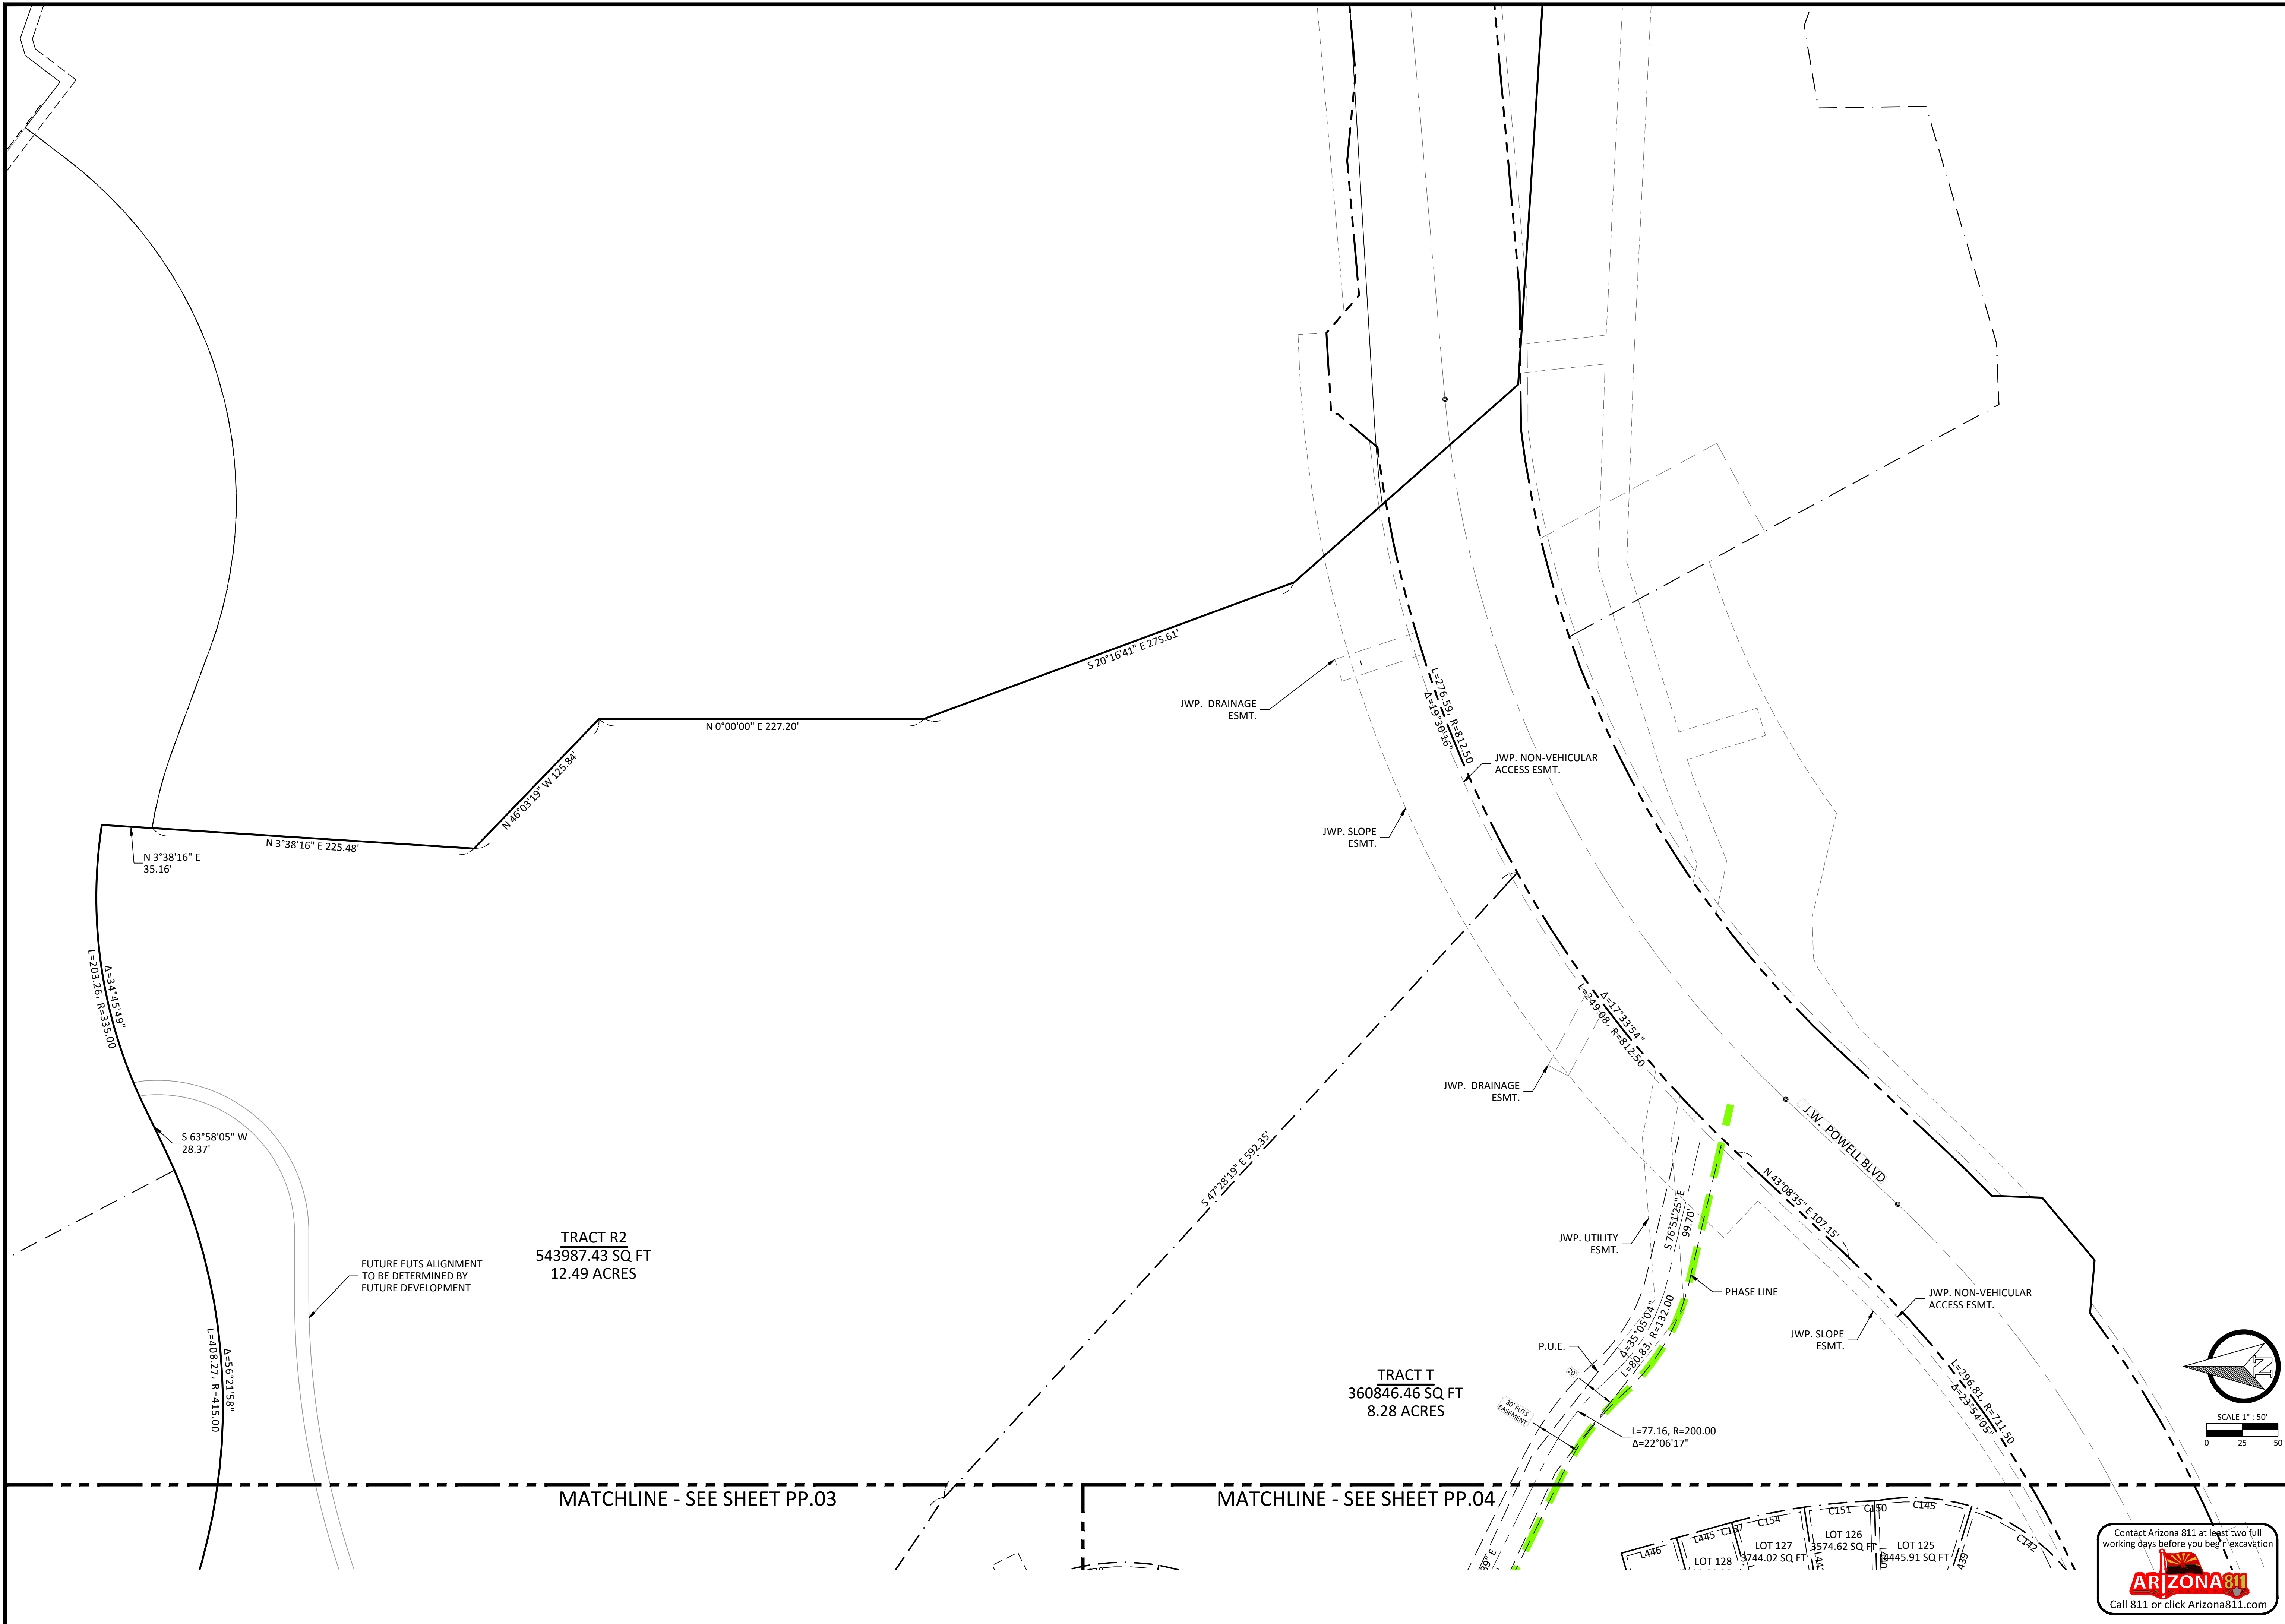 S 20°16'41" E 275.61'
JWP. DRAINAGE
ESMT.
L=276.59, R=812.50
Δ=19°30'16"
N 0°00'00" E 227.20'
JWP. NON-VEHICULAR
ACCESS ESMT.
N 46°03'19" W 125.84'
JWP. SLOPE
ESMT.
N 3°38'16" E 225.48'
N 3°38'16" E
35.16'
Δ=34°45'49"
L=203.26, R=335.00
Δ=17°33'54"
L=249.08, R=812.50
JWP. DRAINAGE
ESMT.
J.W. POWELL BLVD
S 63°58'05" W
28.37'
S 47°28'19" E 592.35'
N 43°08'35" E 107.15'
S 76°51'25" E
99.70'
JWP. UTILITY
ESMT.
TRACT R2
543987.43 SQ FT
12.49 ACRES
FUTURE FUTS ALIGNMENT
TO BE DETERMINED BY
FUTURE DEVELOPMENT
PHASE LINE
JWP. NON-VEHICULAR
ACCESS ESMT.
JWP. SLOPE
ESMT.
Δ=35°05'04"
L=80.83, R=132.00
P.U.E.
20'
Δ=56°21'58"
L=408.27, R=415.00
TRACT T
360846.46 SQ FT
8.28 ACRES
30' FUTS
EASEMENT
L=77.16, R=200.00
Δ=22°06'17"
L=296.81, R=711.50
Δ=23°54'05"
N
SCALE 1" : 50'
0 25 50
MATCHLINE - SEE SHEET PP.03
MATCHLINE - SEE SHEET PP.04
L446
L445
C154
C151
C150
C145
C142
LOT 128
LOT 127
3744.02 SQ FT
LOT 126
3574.62 SQ FT
LOT 125
4445.91 SQ FT
Contact Arizona 811 at least two full
working days before you begin excavation
ARIZONA811
Call 811 or click Arizona811.com